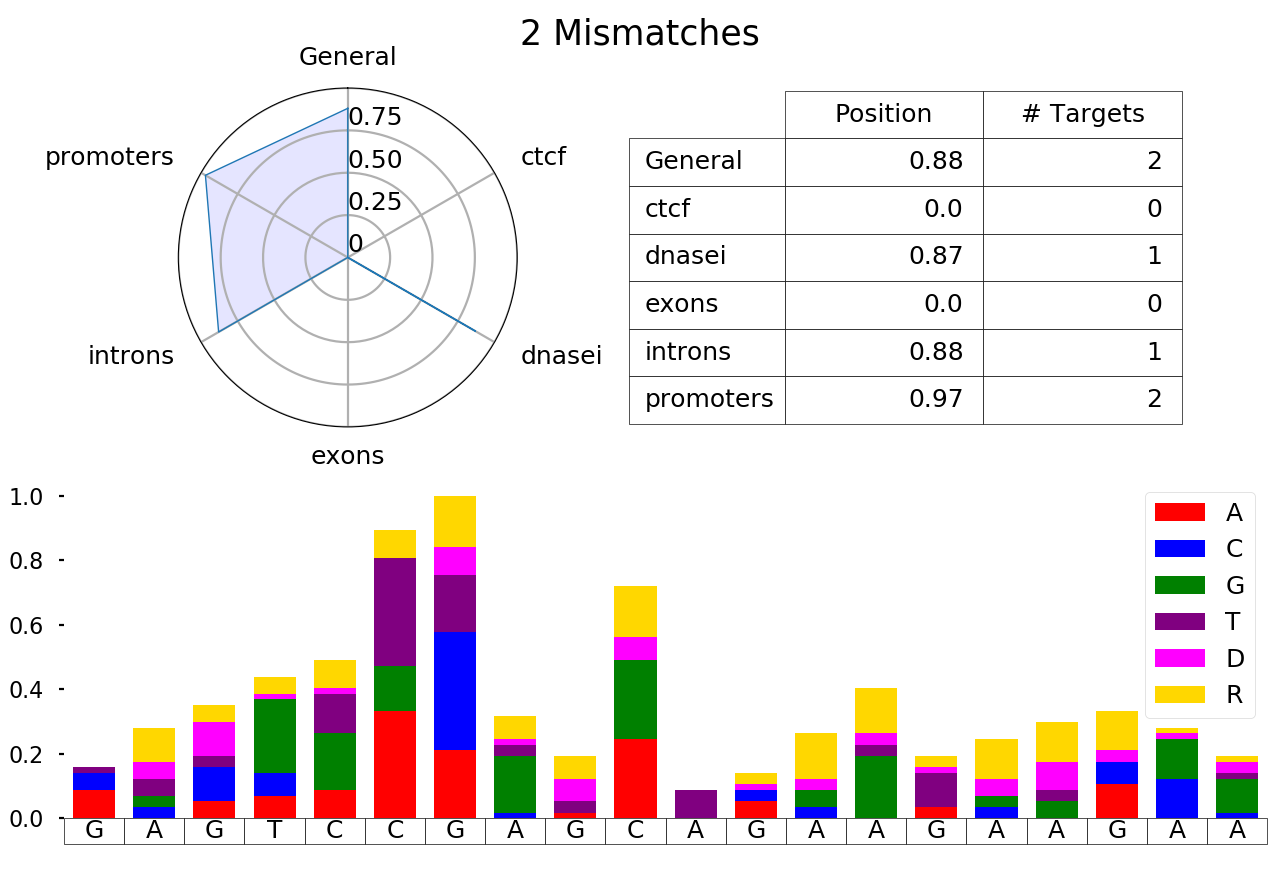 2 Mismatches
General
promoters
ctcf
introns
dnasei
exons
0.75
0.50
0.25
0
Position # Targets
General 0.88 2
ctcf 0.0 0
dnasei 0.87 1
exons 0.0 0
introns 0.88 1
promoters 0.97 2
1.0
0.8
0.6
0.4
0.2
0.0
A
C
G
T
D
R
G A G T C C G A G C A G A A G A A G A A